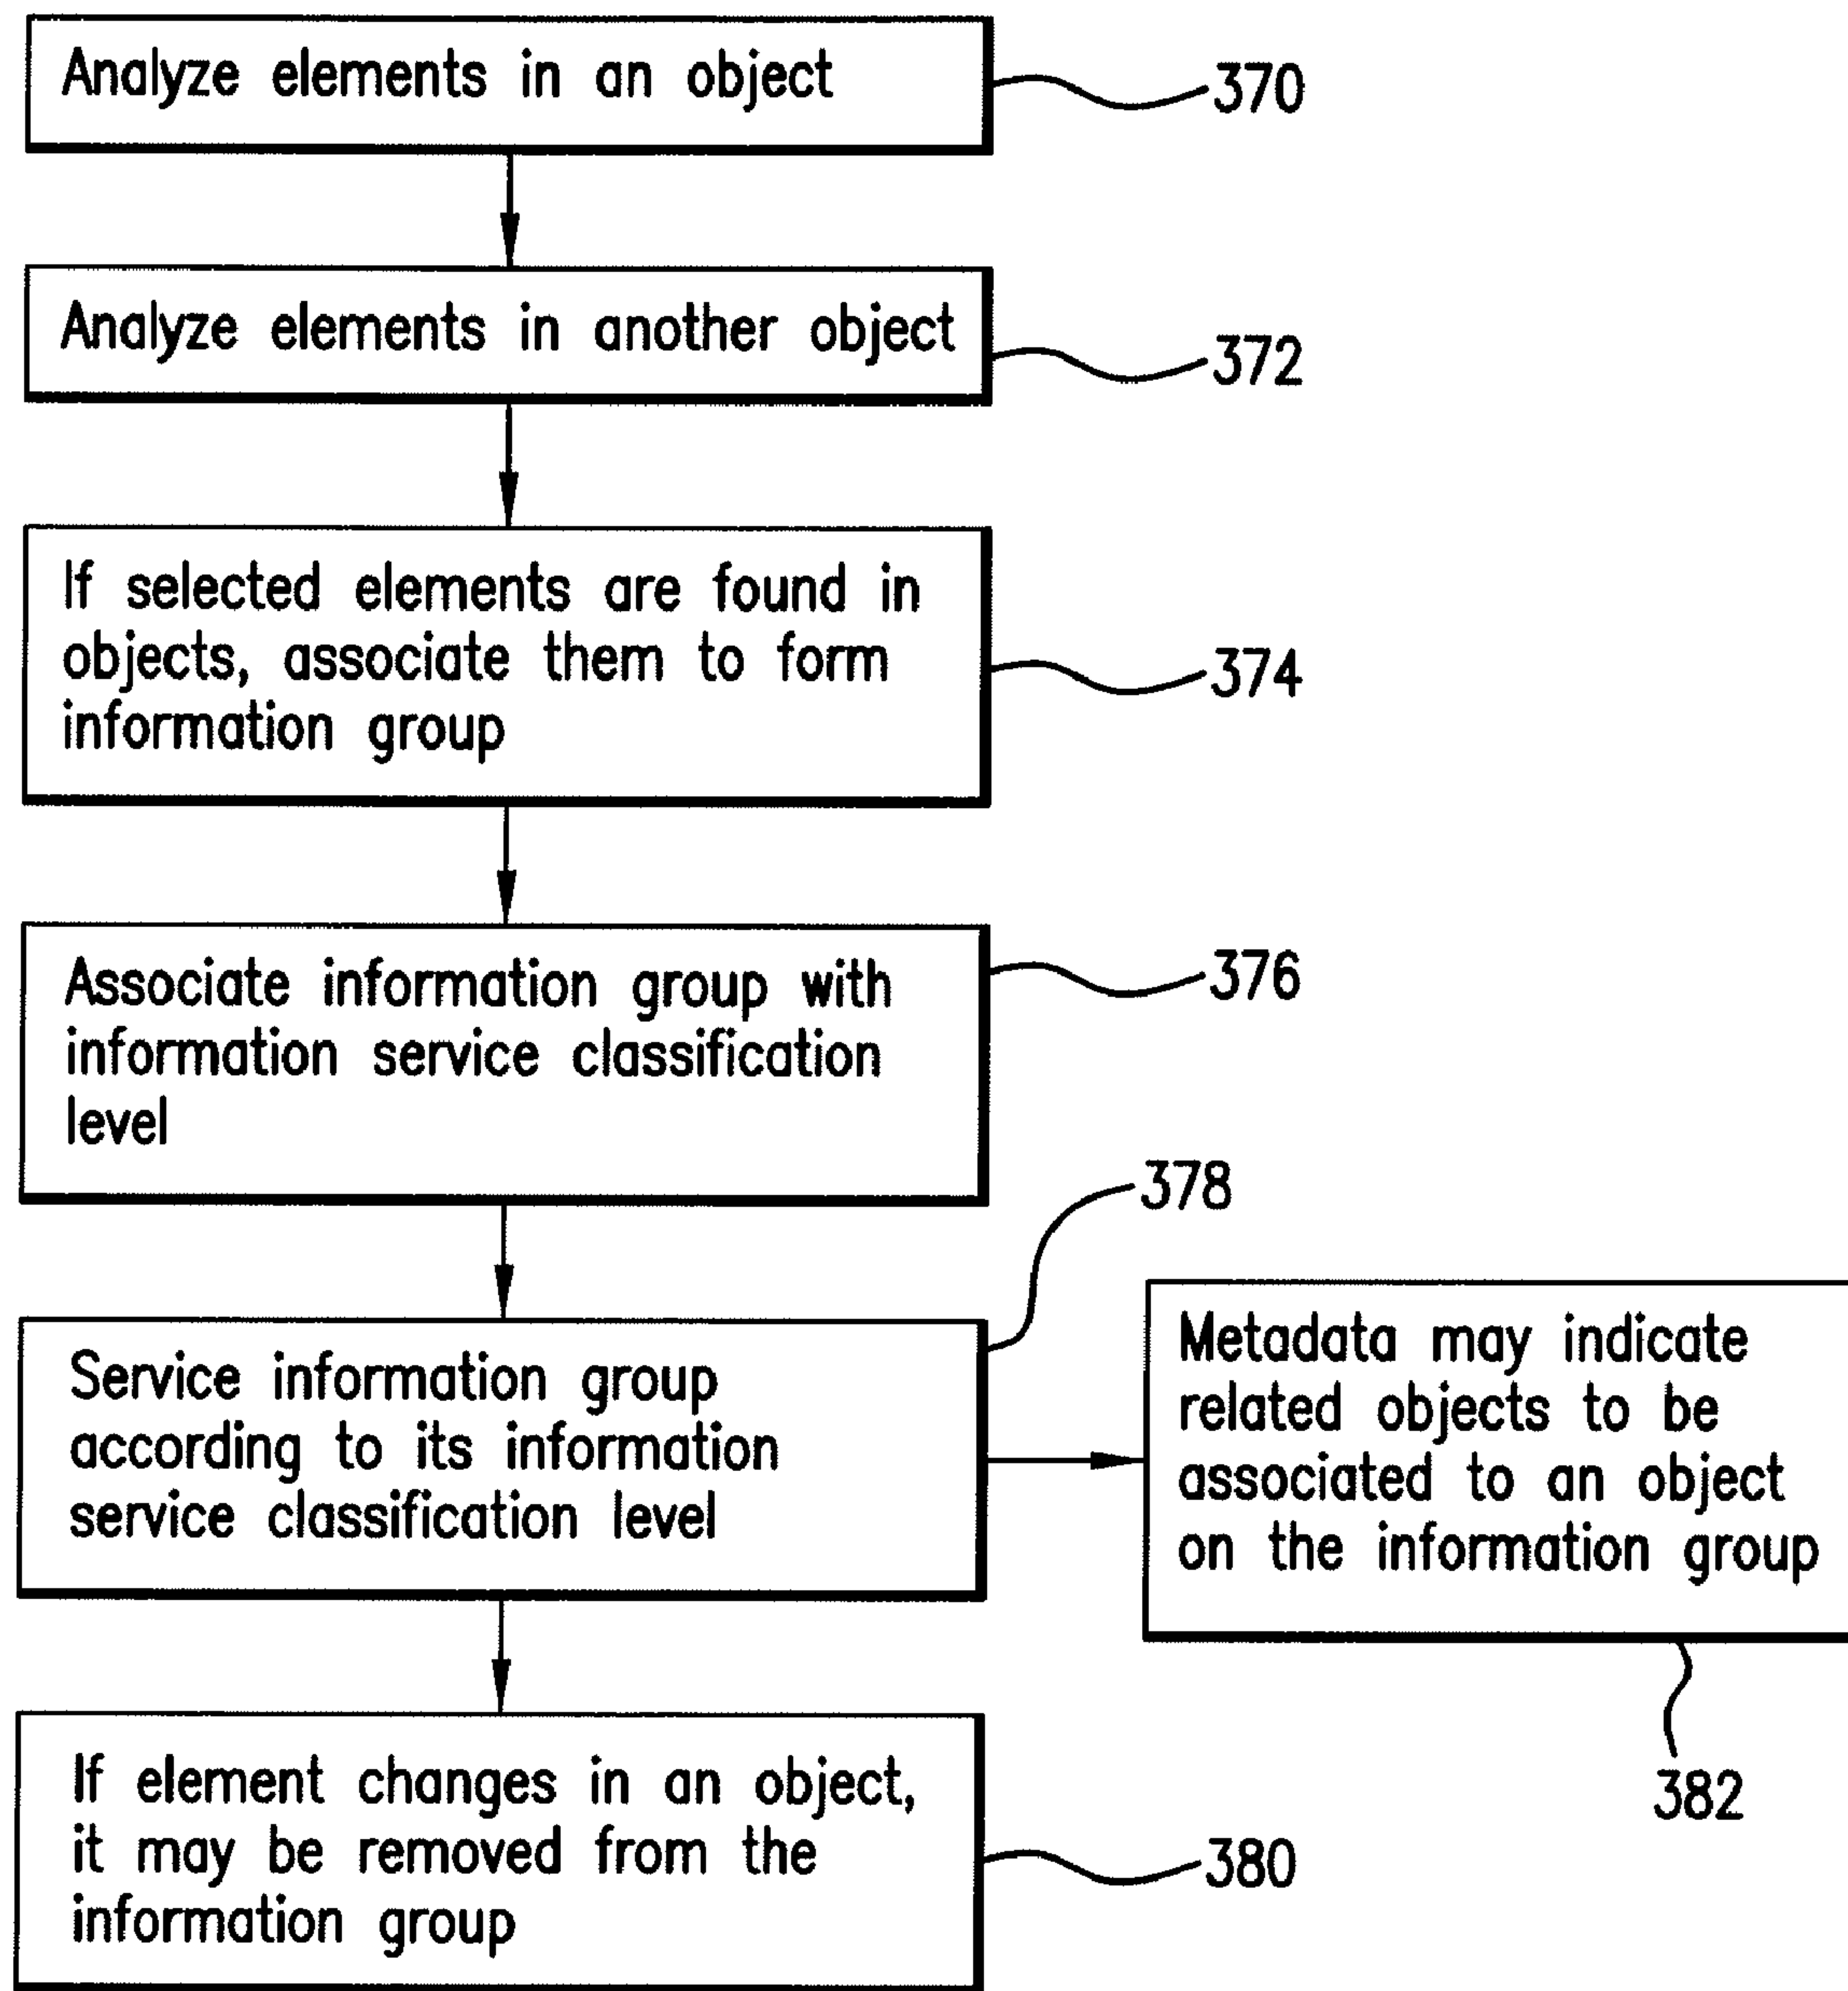 Analyze elements in an object
370
Analyze elements in another object
372
If selected elements are found in
objects, associate them to form
information group
374
Associate information group with
information service classification
level
376
378
Service information group
according to its information
service classification level
Metadata may indicate
related objects to be
associated to an object
on the information group
382
If element changes in an object,
it may be removed from the
information group
380